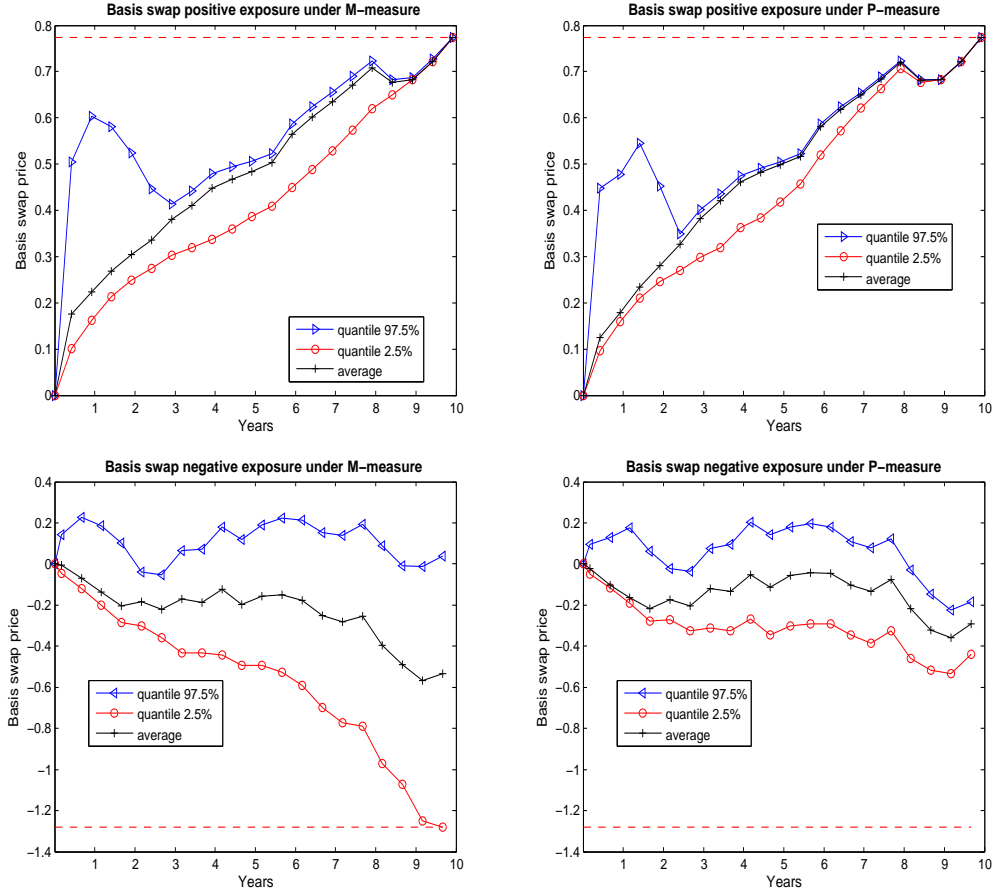 Basis swap positive exposure under M−measure
0.8
0.7
0.6
0.5
0.4
0.3
0.2
0.1
0
Basis swap price
quantile 97.5%
quantile 2.5%
average
1 2 3 4 5 6 7 8 9 10
Years
Basis swap positive exposure under P−measure
0.8
0.7
0.6
0.5
0.4
0.3
0.2
0.1
0
Basis swap price
quantile 97.5%
quantile 2.5%
average
1 2 3 4 5 6 7 8 9 10
Years
Basis swap negative exposure under M−measure
0.4
0.2
0
−0.2
−0.4
−0.6
−0.8
−1
−1.2
−1.4
Basis swap price
quantile 97.5%
quantile 2.5%
average
1 2 3 4 5 6 7 8 9 10
Years
Basis swap negative exposure under P−measure
0.4
0.2
0
−0.2
−0.4
−0.6
−0.8
−1
−1.2
−1.4
Basis swap price
quantile 97.5%
quantile 2.5%
average
1 2 3 4 5 6 7 8 9 10
Years